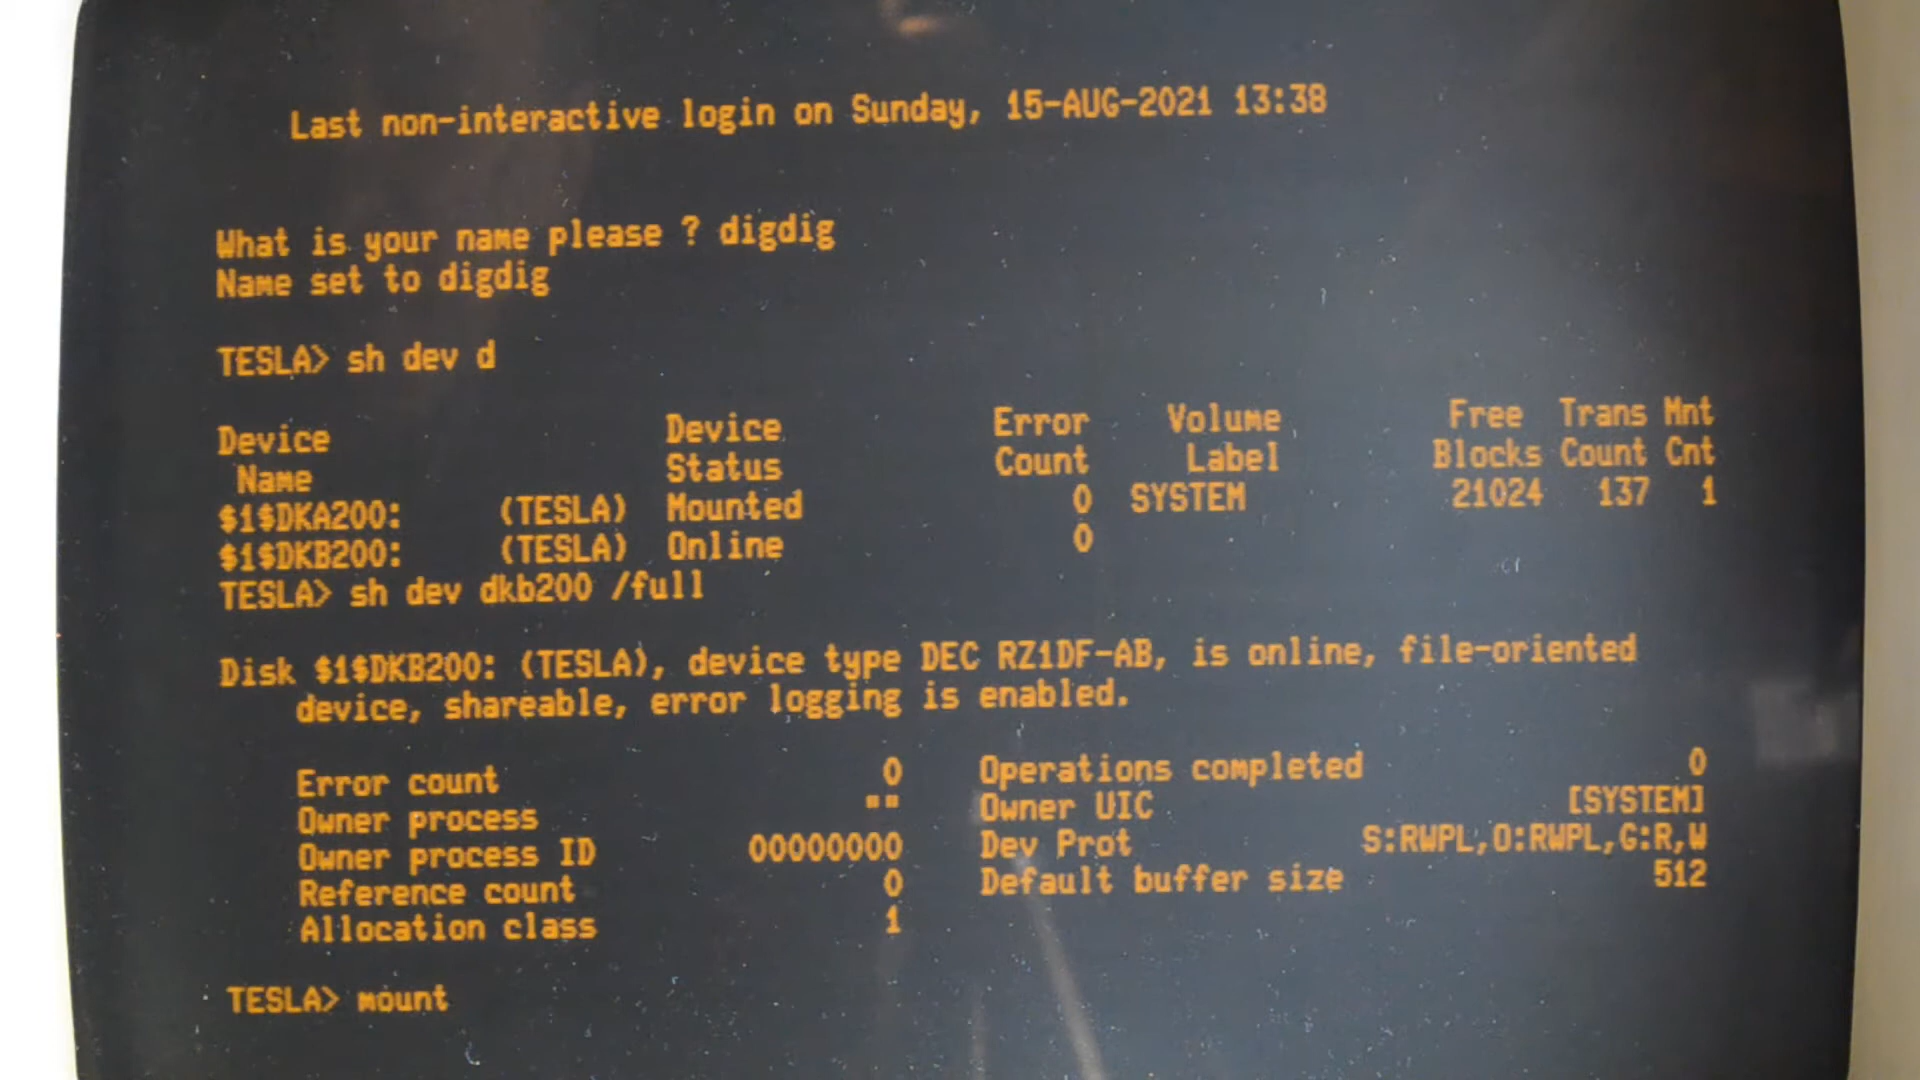 Last non-interactive login on Sunday, 15-AUG-2021 13:38
What is your name please ? digdig
Name set to digdig
TESLA> sh dev d
Device Device Error Volume Free Trans Mnt
Name Status Count Label Blocks Count Cnt
$1$DKA200: (TESLA) Mounted 0 SYSTEM 21024 137 1
$1$DKB200: (TESLA) Online 0
TESLA> sh dev dkb200 /full
Disk $1$DKB200: (TESLA), device type DEC RZ1DF-AB, is online, file-oriented
device, shareable, error logging is enabled.
Error count 0 Operations completed 0
Owner process "" Owner UIC [SYSTEM]
Owner process ID 00000000 Dev Prot S:RWPL,O:RWPL,G:R,W
Reference count 0 Default buffer size 512
Allocation class 1
TESLA> mount